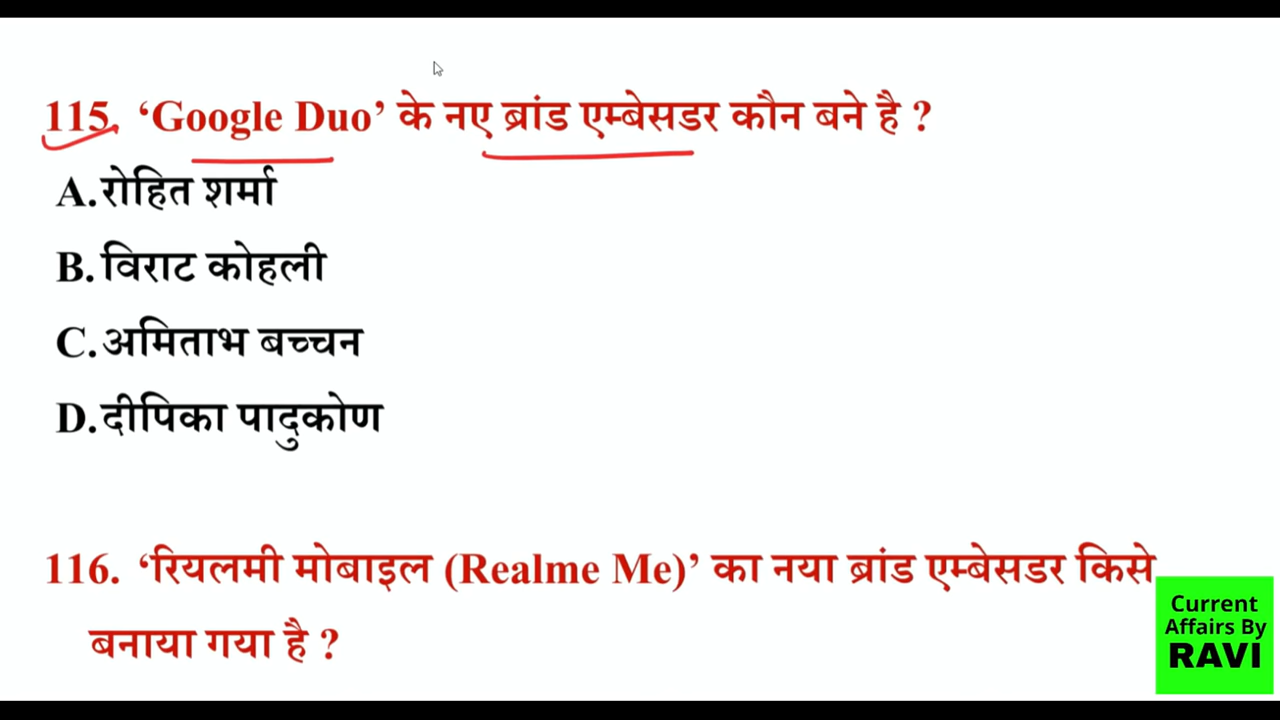 115. ‘Google Duo’ के नए ब्रांड एम्बेसडर कौन बने है ?
A.रोहित शर्मा
B.विराट कोहली
C.अमिताभ बच्चन
D.दीपिका पादुकोण
116. ‘रियलमी मोबाइल (Realme Me)’ का नया ब्रांड एम्बेसडर किसे
बनाया गया है ?
Current
Affairs By
RAVI